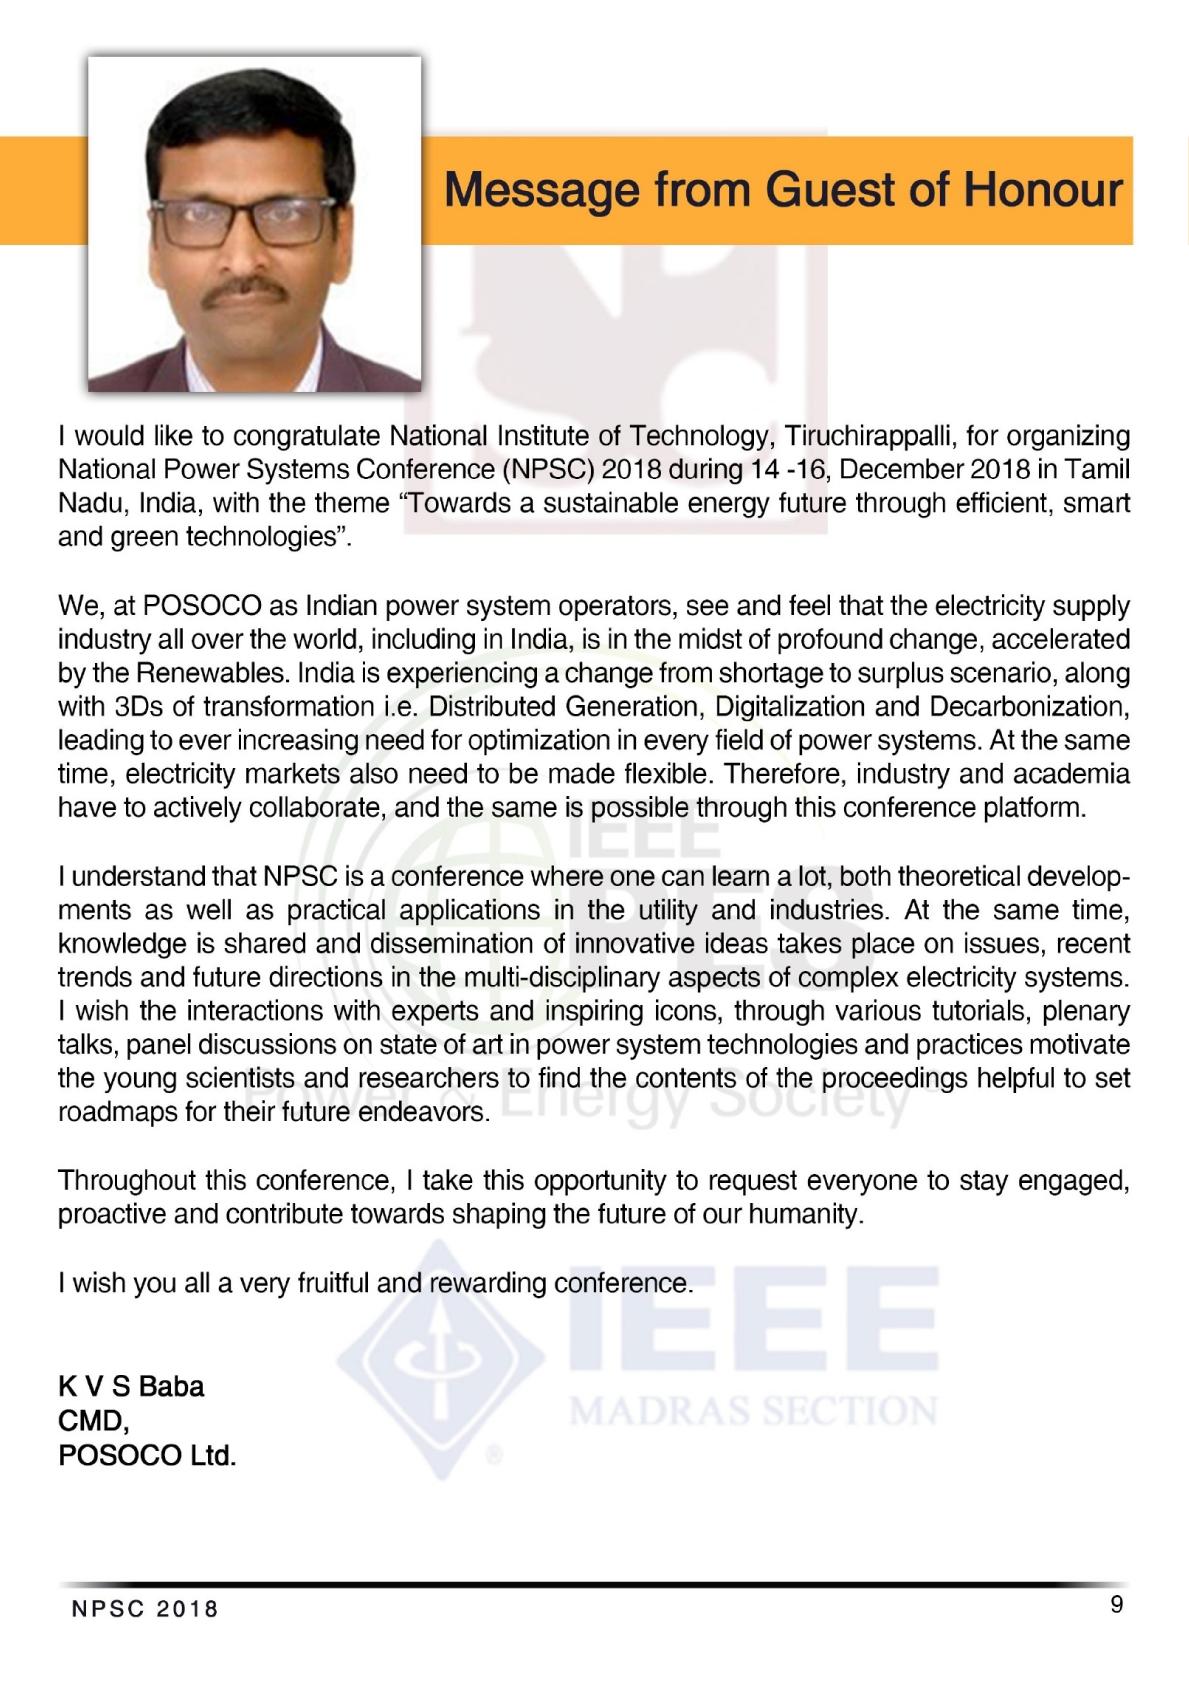 Message from Guest of Honour
NP
SC
I would like to congratulate National Institute of Technology, Tiruchirappalli, for organizing
National Power Systems Conference (NPSC) 2018 during 14 -16, December 2018 in Tamil
Nadu, India, with the theme “Towards a sustainable energy future through efficient, smart
and green technologies”.
We, at POSOCO as Indian power system operators, see and feel that the electricity supply
industry all over the world, including in India, is in the midst of profound change, accelerated
by the Renewables. India is experiencing a change from shortage to surplus scenario, along
with 3Ds of transformation i.e. Distributed Generation, Digitalization and Decarbonization,
leading to ever increasing need for optimization in every field of power systems. At the same
time, electricity markets also need to be made flexible. Therefore, industry and academia
have to actively collaborate, and the same is possible through this conference platform.
IEEE
PES
Power & Energy Society®
I understand that NPSC is a conference where one can learn a lot, both theoretical develop-
ments as well as practical applications in the utility and industries. At the same time,
knowledge is shared and dissemination of innovative ideas takes place on issues, recent
trends and future directions in the multi-disciplinary aspects of complex electricity systems.
I wish the interactions with experts and inspiring icons, through various tutorials, plenary
talks, panel discussions on state of art in power system technologies and practices motivate
the young scientists and researchers to find the contents of the proceedings helpful to set
roadmaps for their future endeavors.
Throughout this conference, I take this opportunity to request everyone to stay engaged,
proactive and contribute towards shaping the future of our humanity.
I wish you all a very fruitful and rewarding conference.
IEEE
MADRAS SECTION
®
K V S Baba
CMD,
POSOCO Ltd.
NPSC 2018
9